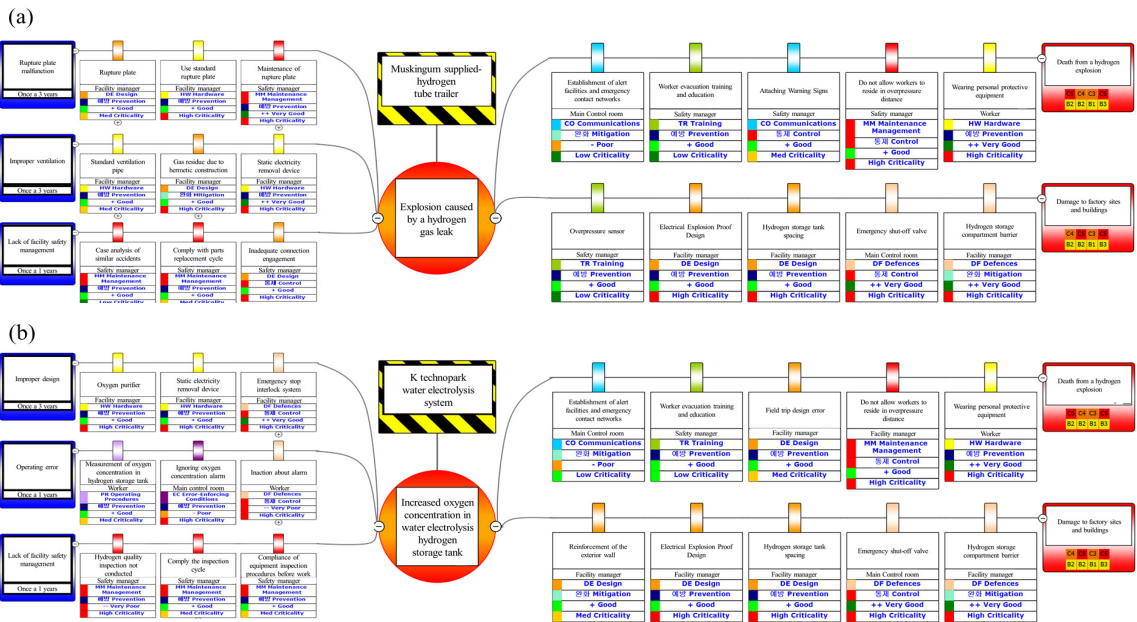 (a)
Rupture plate
malfunction
Once a 3 years
Rupture plate
Facility manager
DE Design
예방 Prevention
+ Good
Med Criticality
Use standard
rupture plate
Facility manager
HW Hardware
예방 Prevention
+ Good
High Criticality
Maintenance of
rupture plate
Safety manager
MM Maintenance
Management
예방 Prevention
++ Very Good
High Criticality
Improper ventilation
Once a 3 years
Standard ventilation
pipe
Facility manager
HW Hardware
예방 Prevention
+ Good
Med Criticality
Gas residue due to
hermetic construction
Facility manager
DE Design
완화 Mitigation
+ Good
High Criticality
Static electricity
removal device
Facility manager
HW Hardware
예방 Prevention
++ Very Good
High Criticality
Lack of facility safety
management
Once a 1 years
Case analysis of
similar accidents
Safety manager
MM Maintenance
Management
예방 Prevention
+ Good
Low Criticality
Comply with parts
replacement cycle
Safety manager
MM Maintenance
Management
예방 Prevention
+ Good
Med Criticality
Inadequate connection
engagement
Safety manager
DE Design
통제 Control
+ Good
High Criticality
Muskingum supplied-
hydrogen
tube trailer
Explosion caused
by a hydrogen
gas leak
Establishment of alert
facilities and emergency
contact networks
Main Control room
CO Communications
완화 Mitigation
- Poor
Low Criticality
Worker evacuation training
and education
Safety manager
TR Training
예방 Prevention
+ Good
Low Criticality
Attaching Warning Signs
Safety manager
CO Communications
통제 Control
+ Good
Med Criticality
Do not allow workers to
reside in overpressure
distance
Safety manager
MM Maintenance
Management
통제 Control
+ Good
High Criticality
Wearing personal protective
equipment
Worker
HW Hardware
예방 Prevention
++ Very Good
High Criticality
Death from a hydrogen
explosion
C5 C4 C3 C5
B2 B2 B1 B3
Overpressure sensor
Safety manager
TR Training
예방 Prevention
+ Good
Low Criticality
Electrical Explosion Proof
Design
Facility manager
DE Design
예방 Prevention
+ Good
High Criticality
Hydrogen storage tank
spacing
Facility manager
DE Design
예방 Prevention
+ Good
High Criticality
Emergency shut-off valve
Main Control room
DF Defences
통제 Control
++ Very Good
High Criticality
Hydrogen storage
compartment barrier
Facility manager
DF Defences
완화 Mitigation
++ Very Good
High Criticality
Damage to factory sites
and buildings
C4 C5 C3 C5
B2 B2 B1 B3
(b)
Improper design
Once a 3 years
Oxygen purifier
Facility manager
HW Hardware
예방 Prevention
+ Good
High Criticality
Static electricity
removal device
Facility manager
HW Hardware
예방 Prevention
+ Good
High Criticality
Emergency stop
interlock system
Facility manager
DF Defences
통제 Control
++ Very Good
High Criticality
Operating error
Once a 1 years
Measurement of oxygen
concentration in
hydrogen storage tank
Worker
PR Operating
Procedures
예방 Prevention
+ Good
Med Criticality
Ignoring oxygen
concentration alarm
Main control room
EC Error-Enforcing
Conditions
예방 Prevention
- Poor
High Criticality
Inaction about alarm
Worker
DF Defences
통제 Control
-- Very Poor
High Criticality
Lack of facility safety
management
Once a 1 years
Hydrogen quality
inspection not
conducted
Safety manager
MM Maintenance
Management
예방 Prevention
-- Very Poor
High Criticality
Comply the inspection
cycle
Safety manager
MM Maintenance
Management
예방 Prevention
+ Good
Med Criticality
Compliance of
equipment inspection
procedures before work
Safety manager
MM Maintenance
Management
예방 Prevention
+ Good
Med Criticality
K technopark
water electrolysis
system
Increased oxygen
concentration in
water electrolysis
hydrogen
storage tank
Establishment of alert
facilities and emergency
contact networks
Main Control room
CO Communications
완화 Mitigation
- Poor
Low Criticality
Worker evacuation training
and education
Safety manager
TR Training
예방 Prevention
+ Good
Low Criticality
Field trip design error
Facility manager
DE Design
예방 Prevention
+ Good
Med Criticality
Do not allow workers to
reside in overpressure
distance
Facility manager
MM Maintenance
Management
통제 Control
+ Good
High Criticality
Wearing personal protective
equipment
Worker
HW Hardware
예방 Prevention
++ Very Good
High Criticality
Death from a hydrogen
explosion
C5 C4 C3 C5
B2 B2 B1 B3
Reinforcement of the
exterior wall
Facility manager
DE Design
완화 Mitigation
+ Good
Med Criticality
Electrical Explosion Proof
Design
Facility manager
DE Design
예방 Prevention
+ Good
High Criticality
Hydrogen storage tank
spacing
Facility manager
DE Design
예방 Prevention
+ Good
High Criticality
Emergency shut-off valve
Main Control room
DF Defences
통제 Control
++ Very Good
High Criticality
Hydrogen storage
compartment barrier
Facility manager
DF Defences
완화 Mitigation
++ Very Good
High Criticality
Damage to factory sites
and buildings
C4 C5 C3 C5
B2 B2 B1 B3